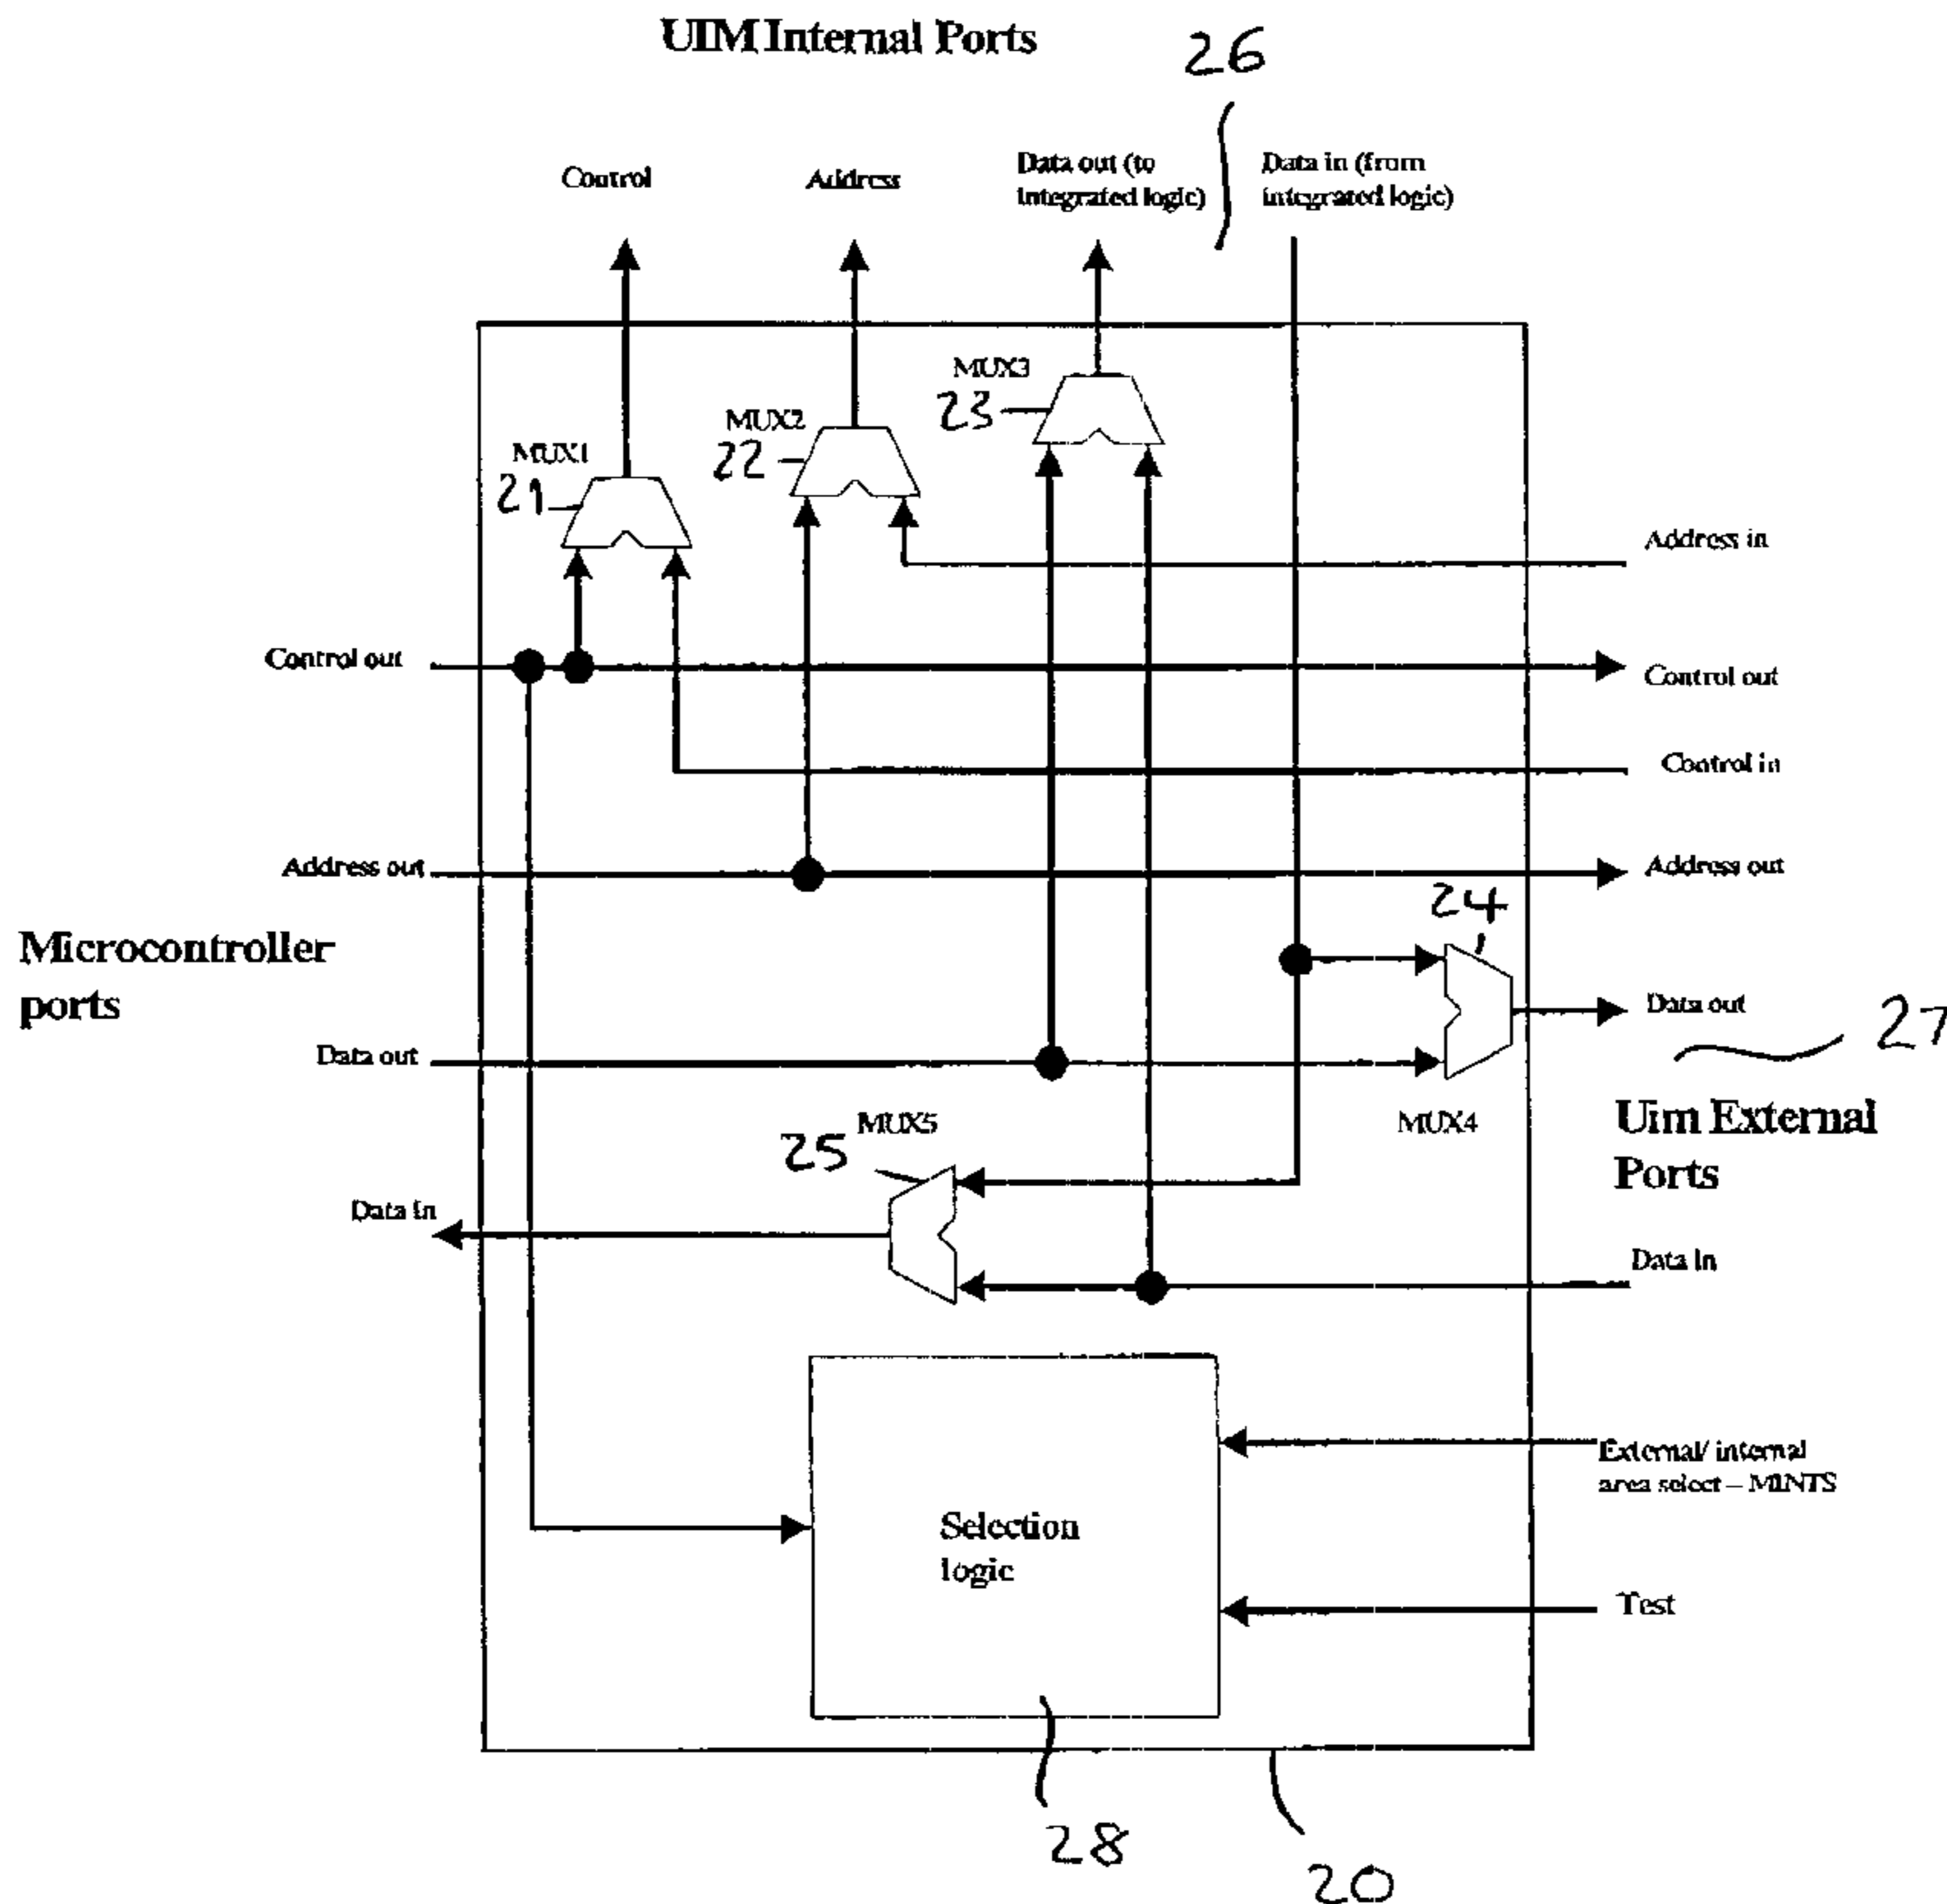 UIM Internal Ports
26
Control
Address
Data out (to
integrated logic)
Data in (from
integrated logic)
MUX3
23
MUX2
22
MUX1
21
Address in
Control out
Control out
Control in
Address out
Address out
24
Microcontroller
ports
Data out
27
Data out
MUX5
25
MUX4
Uim External
Ports
Data in
Data in
External/ internal
area select – MINTS
Selection
logic
Test
28
20